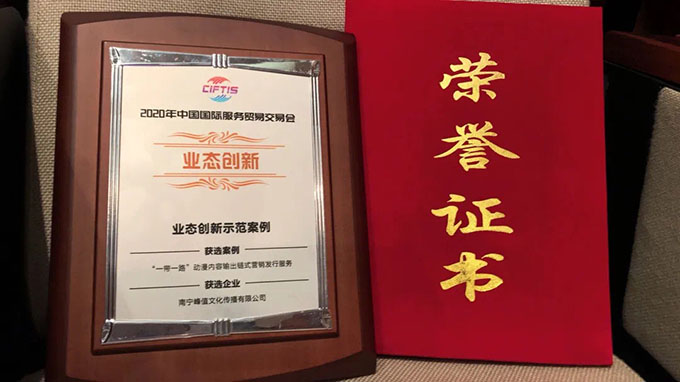 CIFTIS
2020年中国国际服务贸易交易会
业态创新
业态创新示范案例
获选案例
“一带一路”动漫内容输出链式营销发行服务
获选企业
南宁峰值文化传播有限公司
荣誉证书